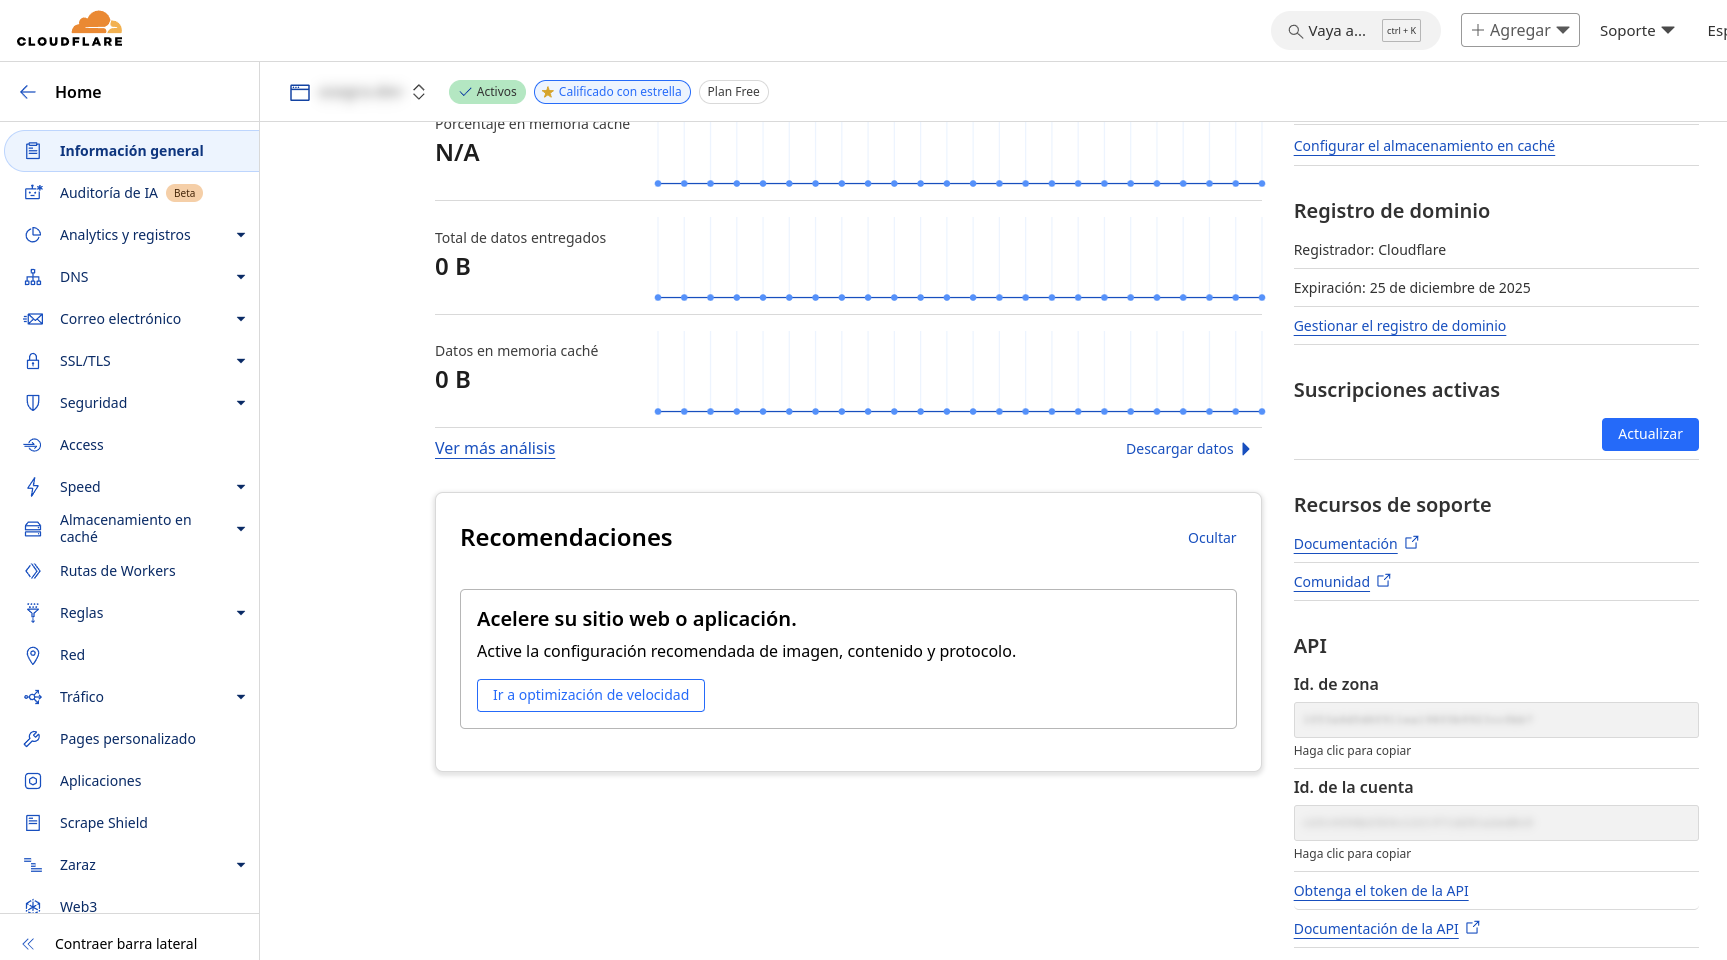 CLOUDFLARE
Vaya a...
ctrl + K
Agregar
Soporte
Esp
Home
Activos
Calificado con estrella
Plan Free
Información general
Auditoría de IA
Beta
Analytics y registros
DNS
Correo electrónico
SSL/TLS
Seguridad
Access
Speed
Almacenamiento en
caché
Rutas de Workers
Reglas
Red
Tráfico
Pages personalizado
Aplicaciones
Scrape Shield
Zaraz
Web3
Contraer barra lateral
Porcentaje en memoria caché
N/A
Total de datos entregados
0 B
Datos en memoria caché
0 B
Ver más análisis
Descargar datos
Recomendaciones
Ocultar
Acelere su sitio web o aplicación.
Active la configuración recomendada de imagen, contenido y protocolo.
Ir a optimización de velocidad
Configurar el almacenamiento en caché
Registro de dominio
Registrador: Cloudflare
Expiración: 25 de diciembre de 2025
Gestionar el registro de dominio
Suscripciones activas
Actualizar
Recursos de soporte
Documentación
Comunidad
API
Id. de zona
Haga clic para copiar
Id. de la cuenta
Haga clic para copiar
Obtenga el token de la API
Documentación de la API